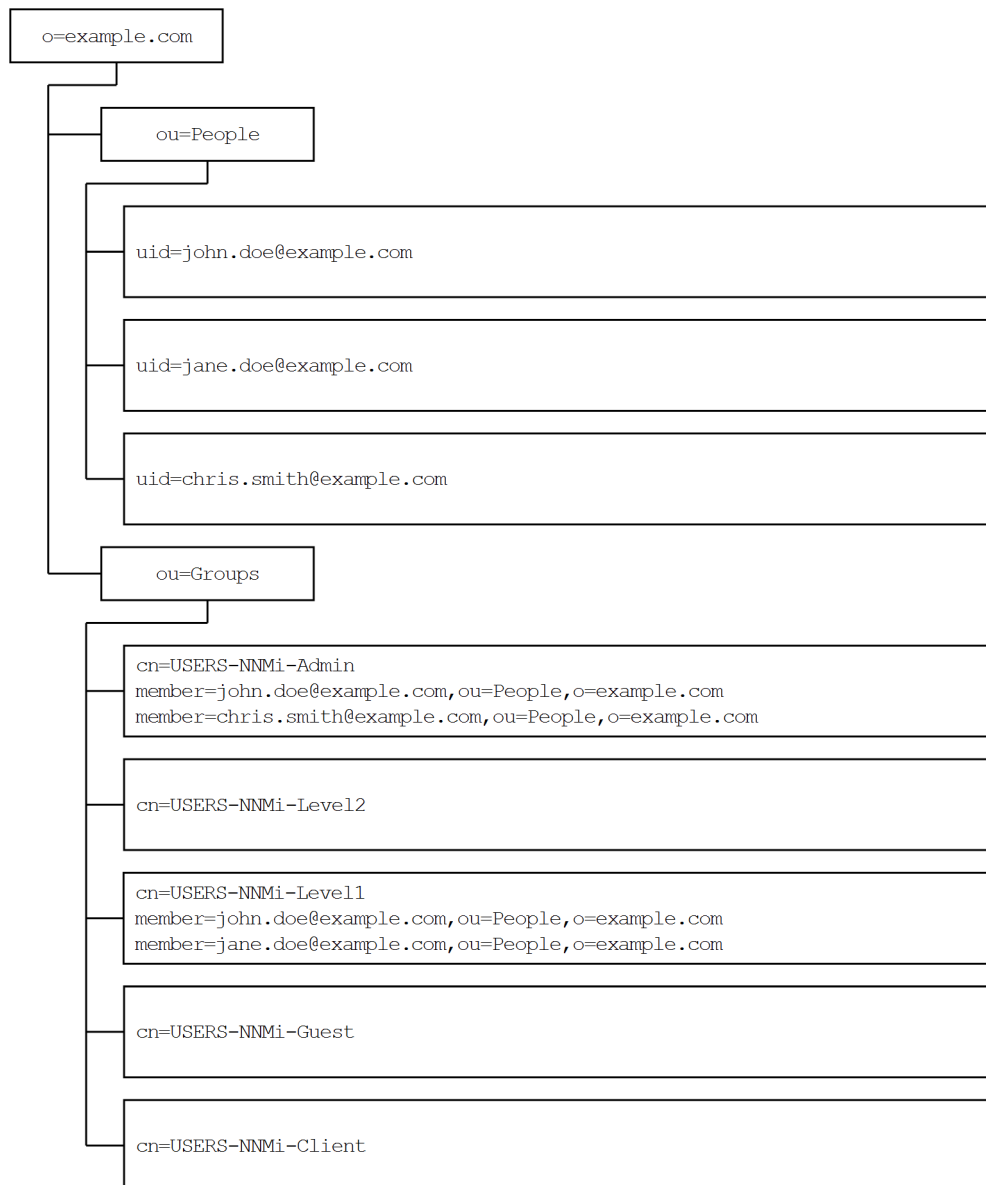 o=example.com
ou=People
uid=john.doe@example.com
uid=jane.doe@example.com
uid=chris.smith@example.com
ou=Groups
cn=USERS-NNMi-Admin
member=john.doe@example.com,ou=People,o=example.com
member=chris.smith@example.com,ou=People,o=example.com
cn=USERS-NNMi-Level2
cn=USERS-NNMi-Level1
member=john.doe@example.com,ou=People,o=example.com
member=jane.doe@example.com,ou=People,o=example.com
cn=USERS-NNMi-Guest
cn=USERS-NNMi-Client